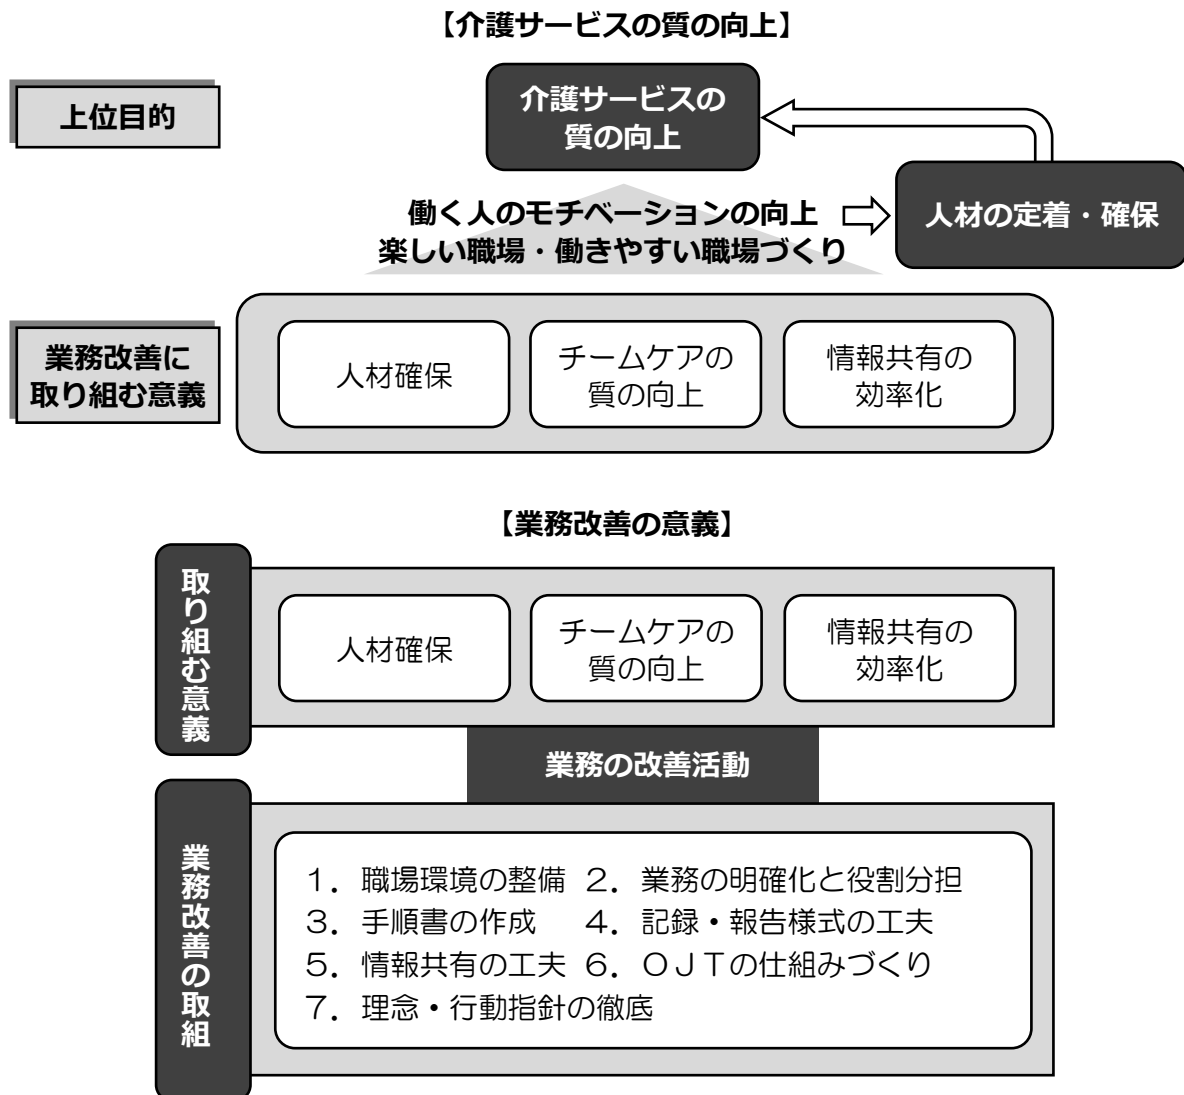 【介護サービスの質の向上】
上位目的
介護サービスの
質の向上
働く人のモチベーションの向上
楽しい職場・働きやすい職場づくり
人材の定着・確保
業務改善に
取り組む意義
人材確保
チームケアの
質の向上
情報共有の
効率化
【業務改善の意義】
取り組む意義
人材確保
チームケアの
質の向上
情報共有の
効率化
業務の改善活動
業務改善の取組
１．職場環境の整備 ２．業務の明確化と役割分担
３．手順書の作成　４．記録・報告様式の工夫
５．情報共有の工夫 ６．ＯＪＴの仕組みづくり
７．理念・行動指針の徹底